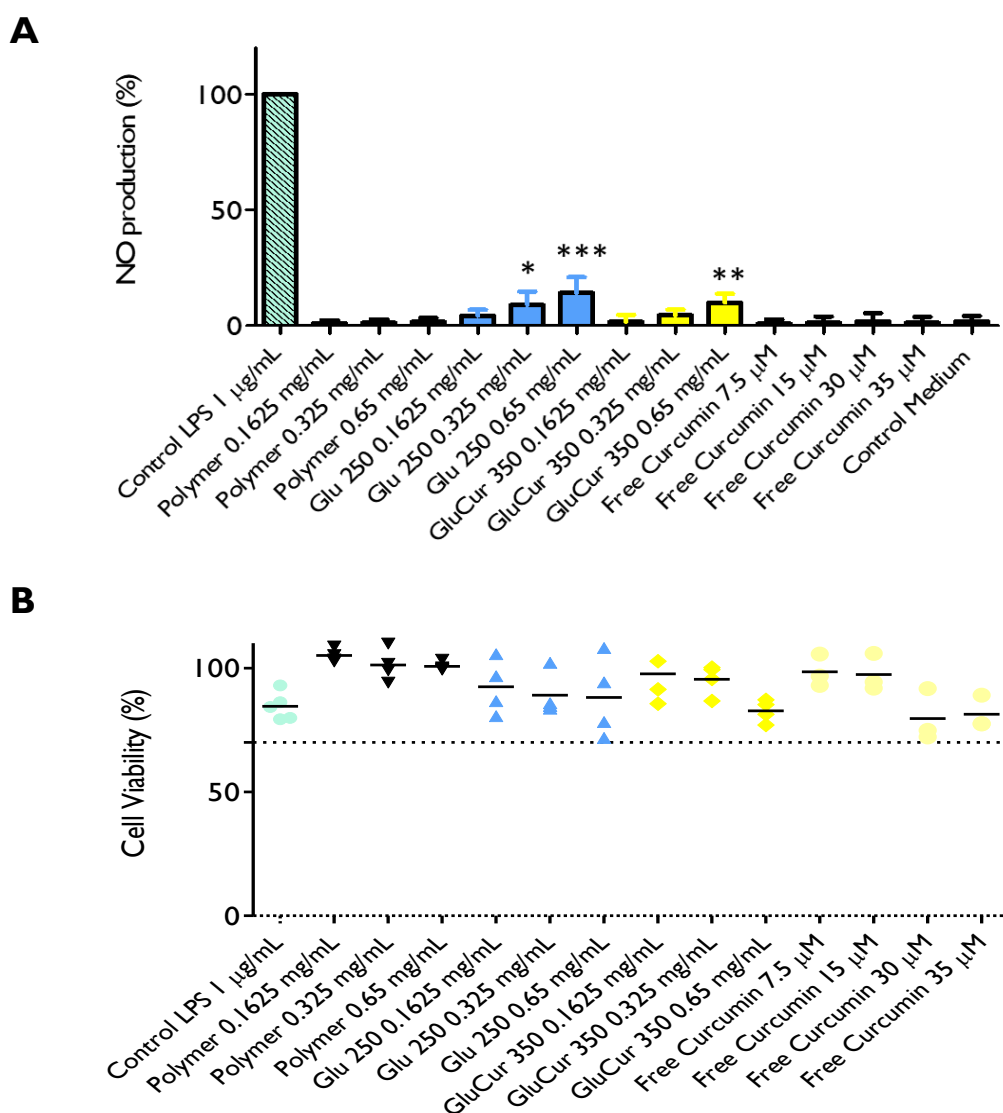 A
NO production (%)
100
50
0
*
***
**
Control LPS 1 µg/mL
Polymer 0.1625 mg/mL
Polymer 0.325 mg/mL
Polymer 0.65 mg/mL
Glu 250 0.1625 mg/mL
Glu 250 0.325 mg/mL
Glu 250 0.65 mg/mL
GluCur 350 0.1625 mg/mL
GluCur 350 0.325 mg/mL
GluCur 350 0.65 mg/mL
Free Curcumin 7.5 µM
Free Curcumin 15 µM
Free Curcumin 30 µM
Free Curcumin 35 µM
Control Medium
B
Cell Viability (%)
100
50
0
Control LPS 1 µg/mL
Polymer 0.1625 mg/mL
Polymer 0.325 mg/mL
Polymer 0.65 mg/mL
Glu 250 0.1625 mg/mL
Glu 250 0.325 mg/mL
Glu 250 0.65 mg/mL
GluCur 350 0.1625 mg/mL
GluCur 350 0.325 mg/mL
GluCur 350 0.65 mg/mL
Free Curcumin 7.5 µM
Free Curcumin 15 µM
Free Curcumin 30 µM
Free Curcumin 35 µM